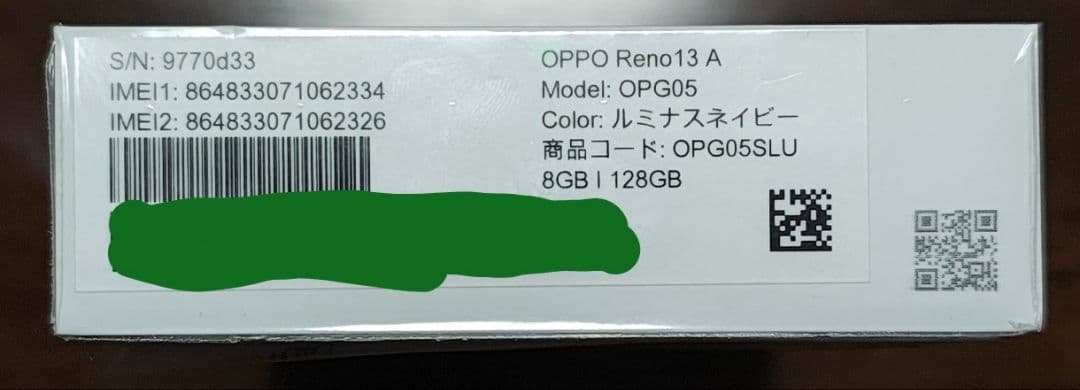 S/N: 9770d33
IMEI1: 864833071062334
IMEI2: 864833071062326
OPPO Reno13 A
Model: OPG05
Color: ルミナスネイビー
商品コード: OPG05SLU
8GB | 128GB